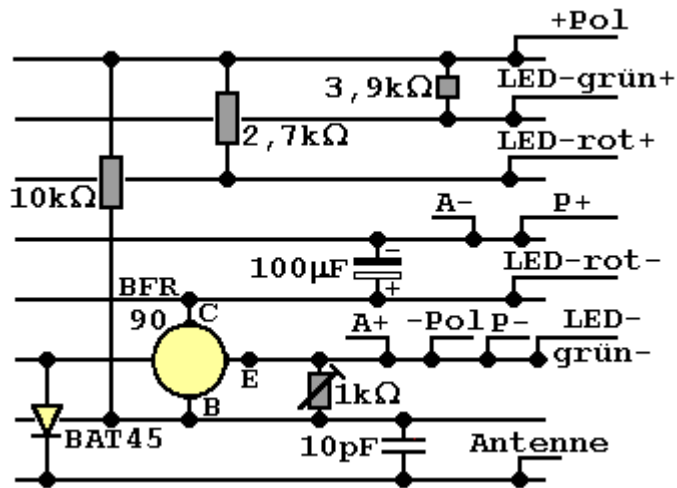 +Pol
3,9kΩ
LED-grün+
2,7kΩ
LED-rot+
10kΩ
A-
P+
100µF
-
+
LED-rot-
BFR
90
C
A+
-Pol
P-
LED-
grün-
E
1kΩ
B
BAT45
10pF
Antenne